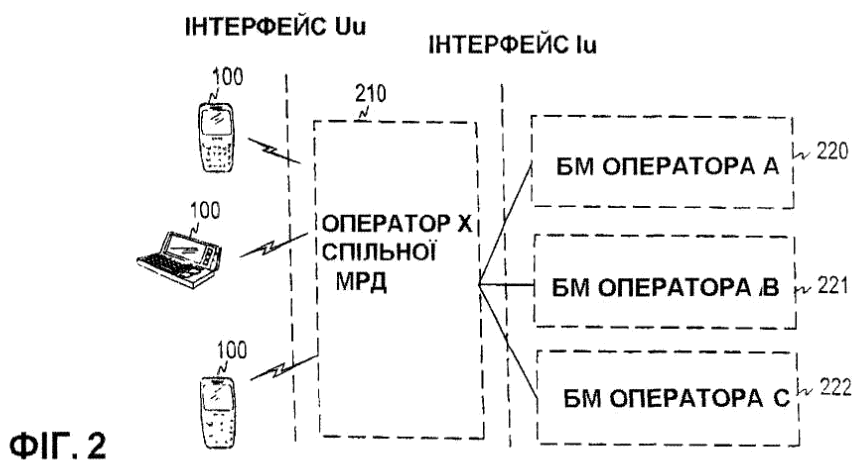 ІНТЕРФЕЙС Uu
ІНТЕРФЕЙС Iu
100
210
БМ ОПЕРАТОРА A
220
100
ОПЕРАТОР X
СПІЛЬНОЇ
МРД
БМ ОПЕРАТОРА B
221
100
БМ ОПЕРАТОРА C
222
ФІГ. 2